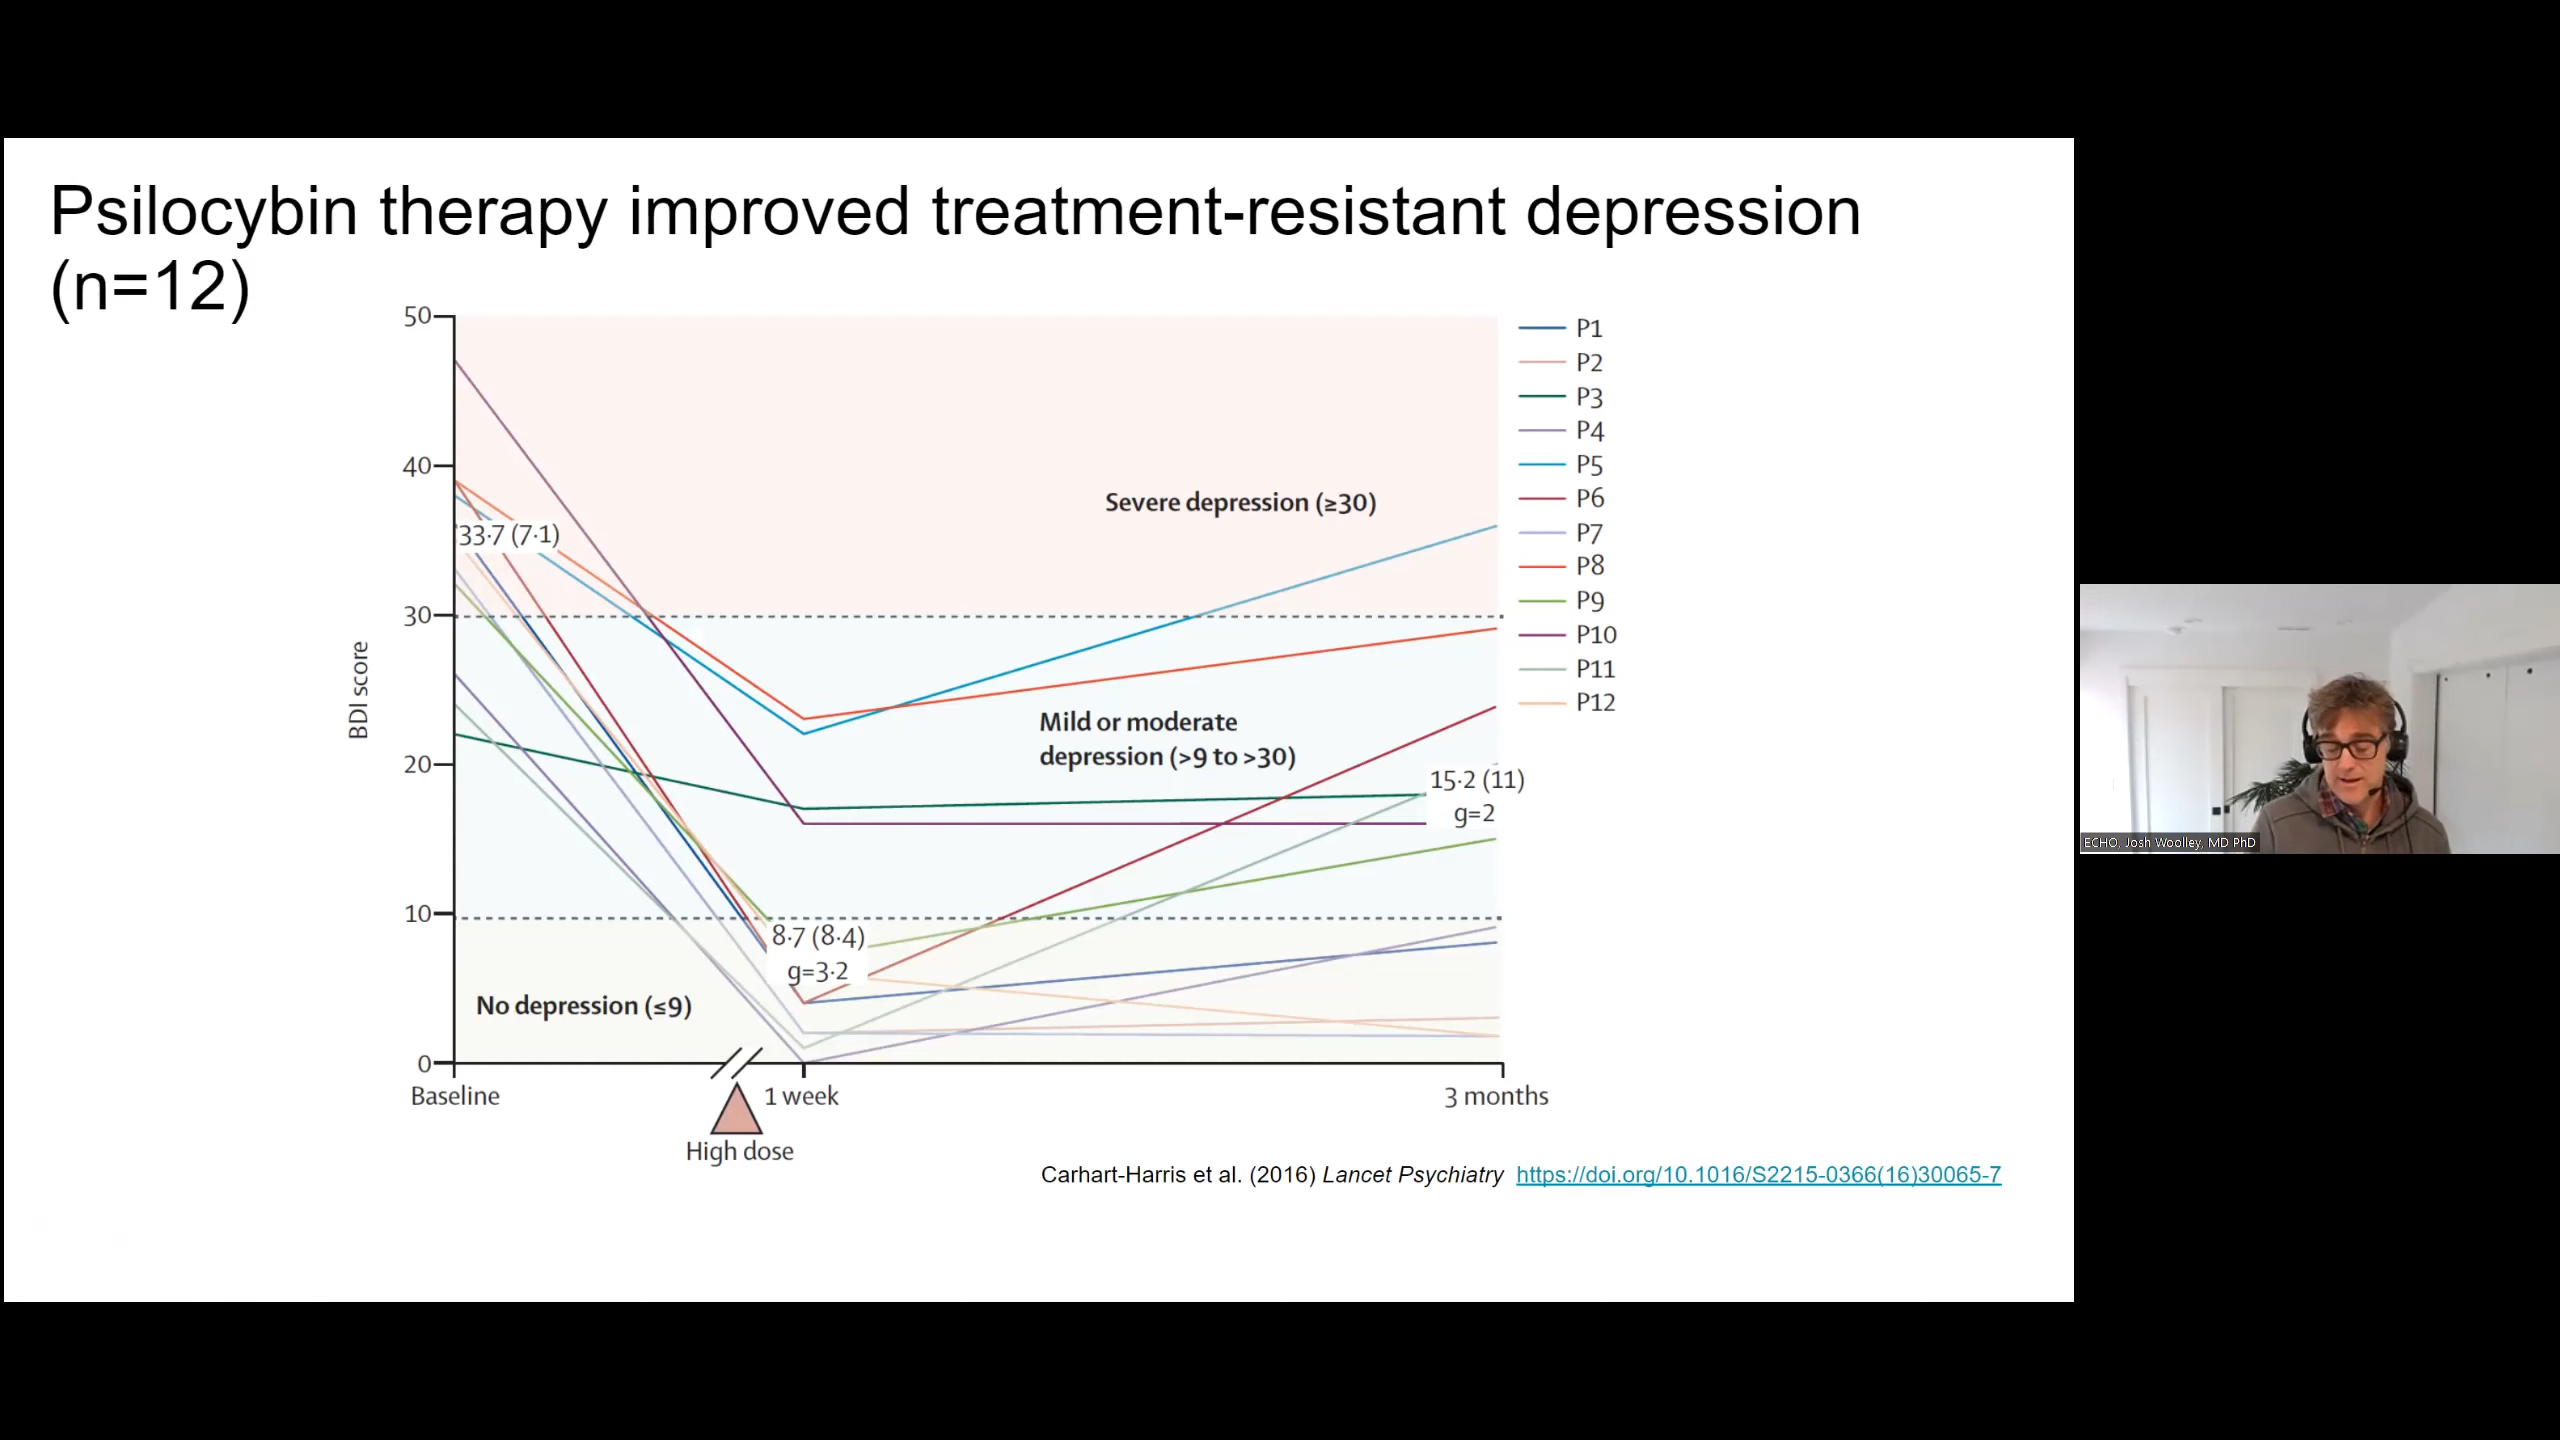 Psilocybin therapy improved treatment-resistant depression
(n=12)
50
40
30
20
10
0
BDI score
33·7 (7·1)
Severe depression (≥30)
Mild or moderate
depression (>9 to >30)
15·2 (11)
g=2
8·7 (8·4)
g=3·2
No depression (≤9)
Baseline
1 week
3 months
High dose
P1
P2
P3
P4
P5
P6
P7
P8
P9
P10
P11
P12
Carhart-Harris et al. (2016) Lancet Psychiatry https://doi.org/10.1016/S2215-0366(16)30065-7
ECHO, Josh Woolley, MD PhD